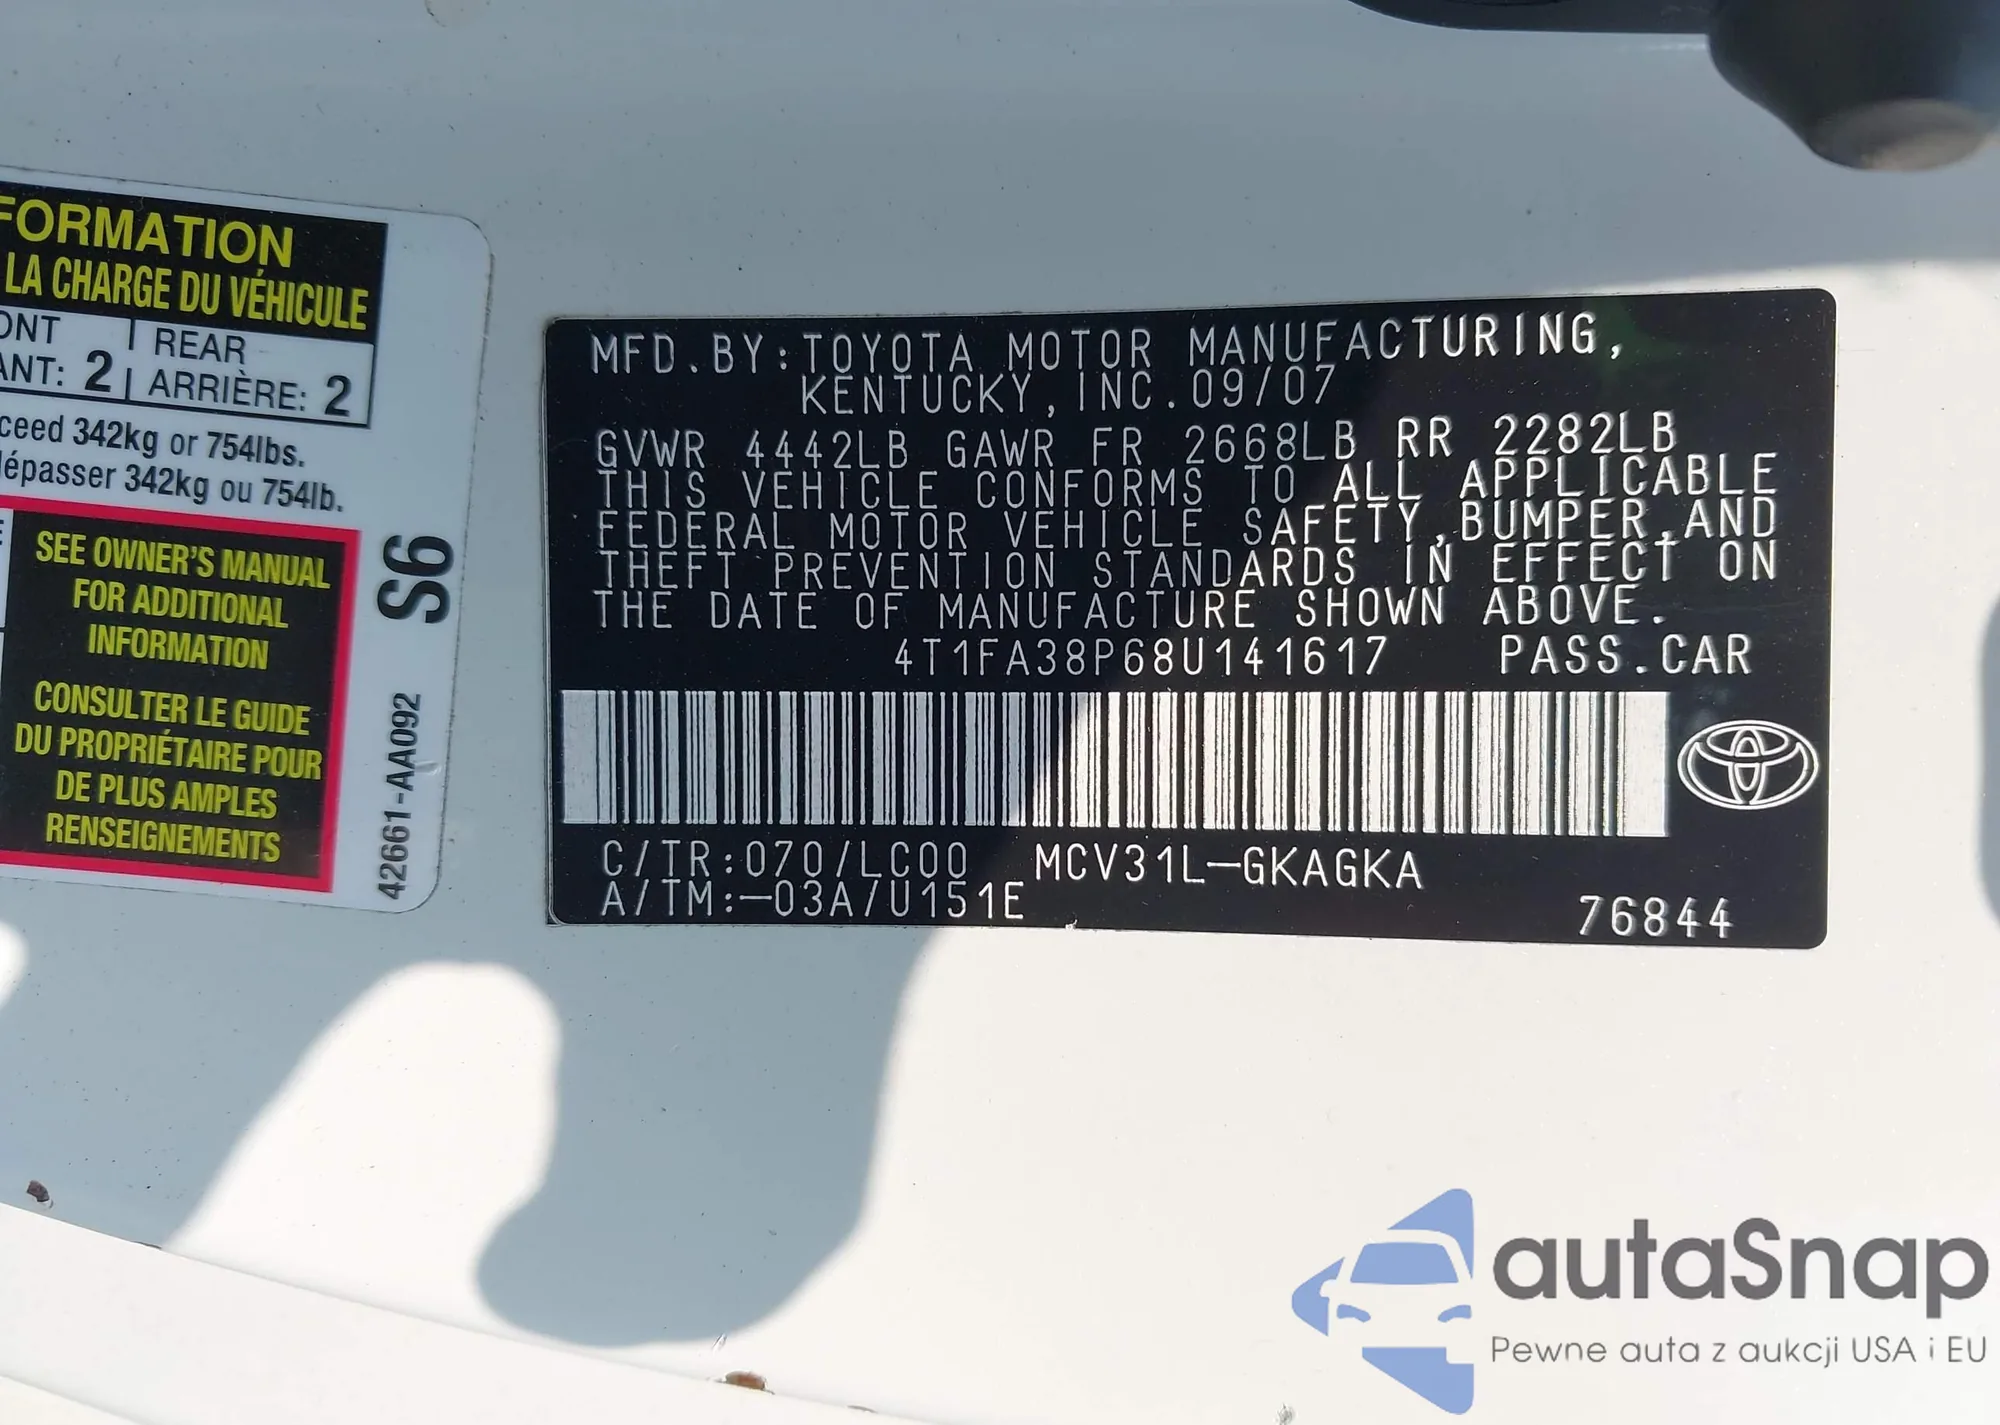 FORMATION
LA CHARGE DU VÉHICULE
ONT | REAR
ANT: 2 | ARRIÈRE: 2
ceed 342kg or 754lbs.
dépasser 342kg ou 754lb.
SEE OWNER'S MANUAL
FOR ADDITIONAL
INFORMATION
CONSULTER LE GUIDE
DU PROPRIÉTAIRE POUR
DE PLUS AMPLES
RENSEIGNEMENTS
S6
42661-AA092
MFD.BY:TOYOTA MOTOR MANUFACTURING,
KENTUCKY,INC.09/07
GVWR 4442LB GAWR FR 2668LB RR 2282LB
THIS VEHICLE CONFORMS TO ALL APPLICABLE
FEDERAL MOTOR VEHICLE SAFETY,BUMPER,AND
THEFT PREVENTION STANDARDS IN EFFECT ON
THE DATE OF MANUFACTURE SHOWN ABOVE.
4T1FA38P68U141617 PASS.CAR
C/TR:070/LC00 MCV31L-GKAGKA
A/TM:-03A/U151E
76844
autaSnap
Pewne auta z aukcji USA i EU